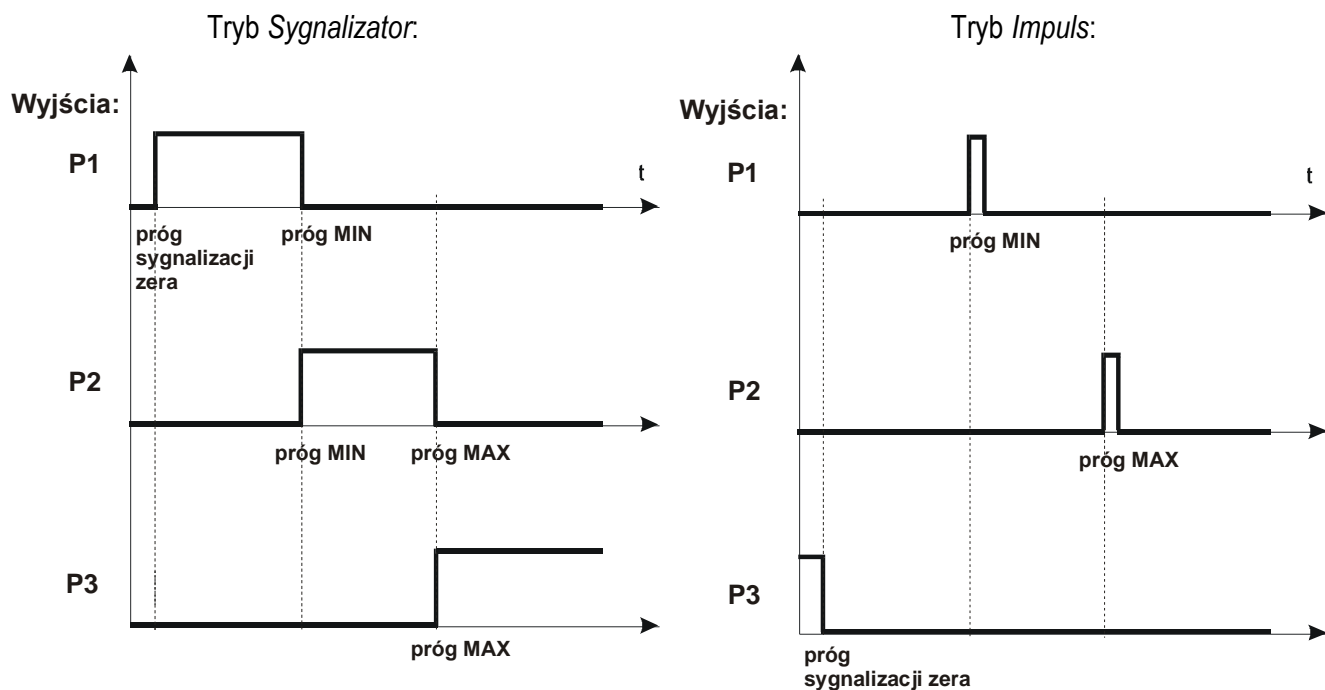 Tryb Sygnalizator:
Wyjścia:
P1
t
próg
sygnalizacji
zera
próg MIN
P2
próg MIN
próg MAX
P3
próg MAX
Tryb Impuls:
Wyjścia:
P1
t
próg MIN
P2
próg MAX
P3
próg
sygnalizacji zera